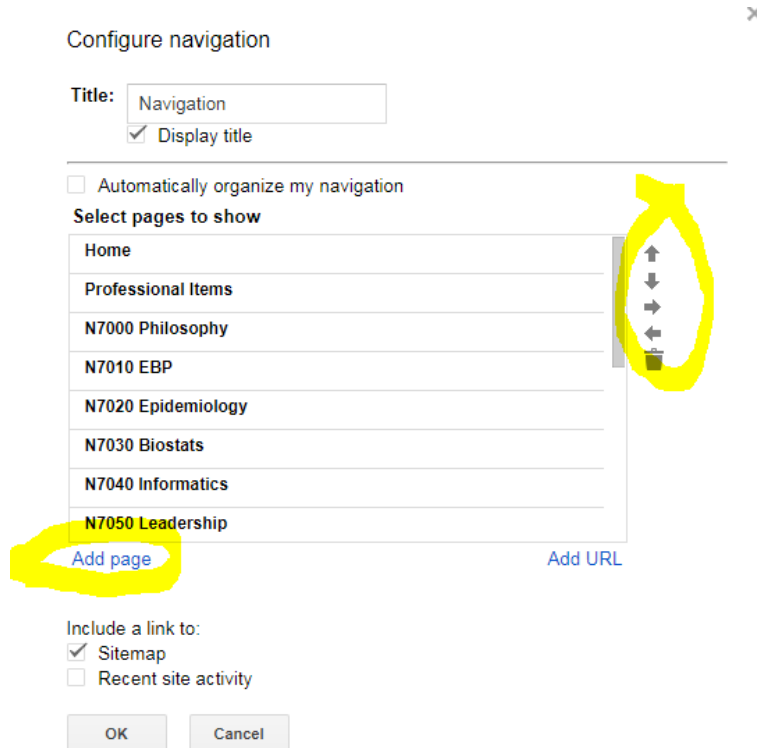 Configure navigation
Title: Navigation
Display title
Automatically organize my navigation
Select pages to show
Home
Professional Items
N7000 Philosophy
N7010 EBP
N7020 Epidemiology
N7030 Biostats
N7040 Informatics
N7050 Leadership
Add page Add URL
Include a link to:
Sitemap
Recent site activity
OK Cancel